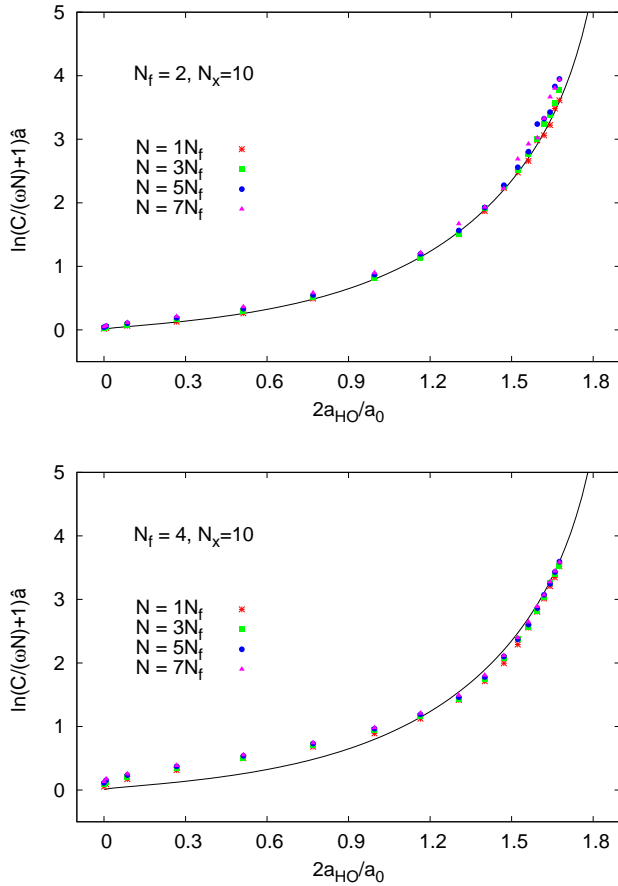 5
4
3
2
1
0
ln(C/(ωN)+1)â
N_f = 2, N_x=10
N = 1N_f
N = 3N_f
N = 5N_f
N = 7N_f
0 0.3 0.6 0.9 1.2 1.5 1.8
2a_HO/a_0
5
4
3
2
1
0
ln(C/(ωN)+1)â
N_f = 4, N_x=10
N = 1N_f
N = 3N_f
N = 5N_f
N = 7N_f
0 0.3 0.6 0.9 1.2 1.5 1.8
2a_HO/a_0